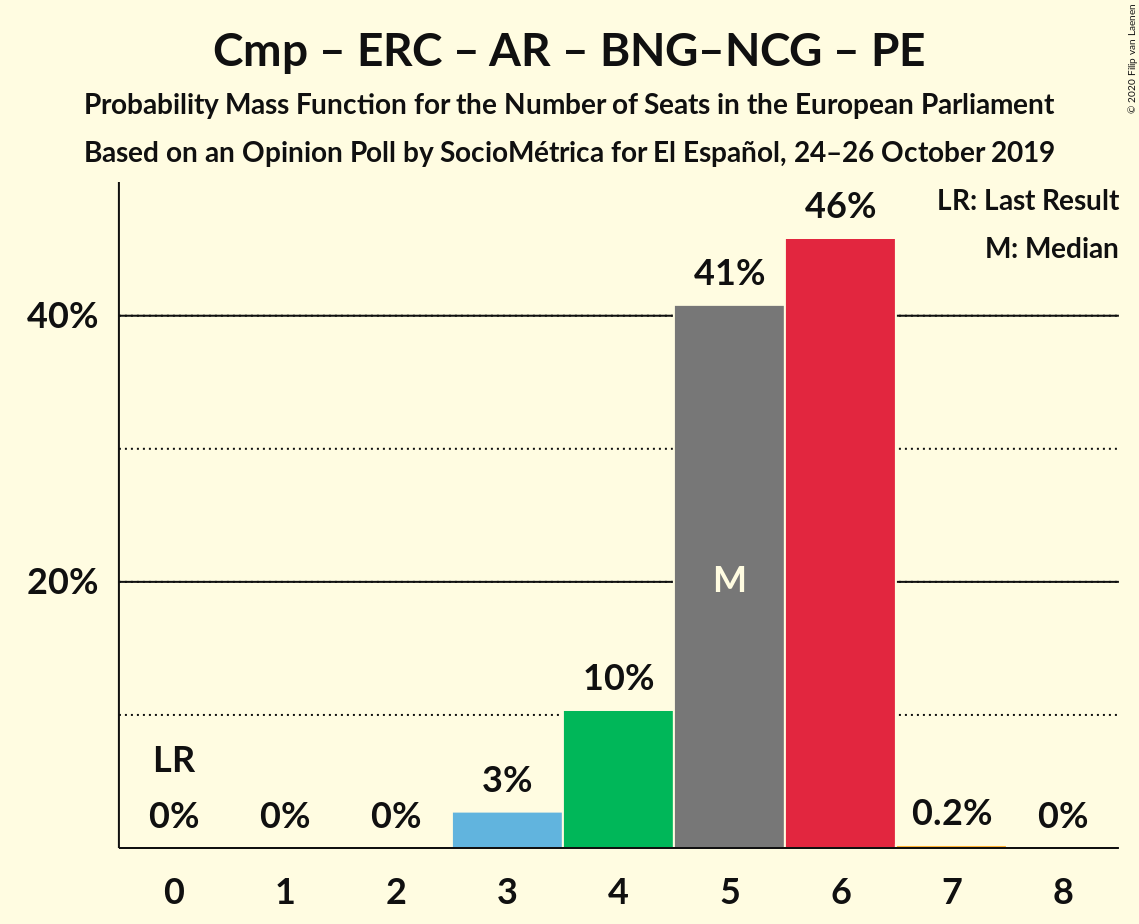 Cmp – ERC – AR – BNG–NCG – PE
Probability Mass Function for the Number of Seats in the European Parliament
Based on an Opinion Poll by SocioMétrica for El Español, 24–26 October 2019
© 2020 Filip van Laenen
LR: Last Result
M: Median
46%
41%
40%
20%
M
10%
LR
3%
0% 0% 0% 0.2% 0%
0 1 2 3 4 5 6 7 8